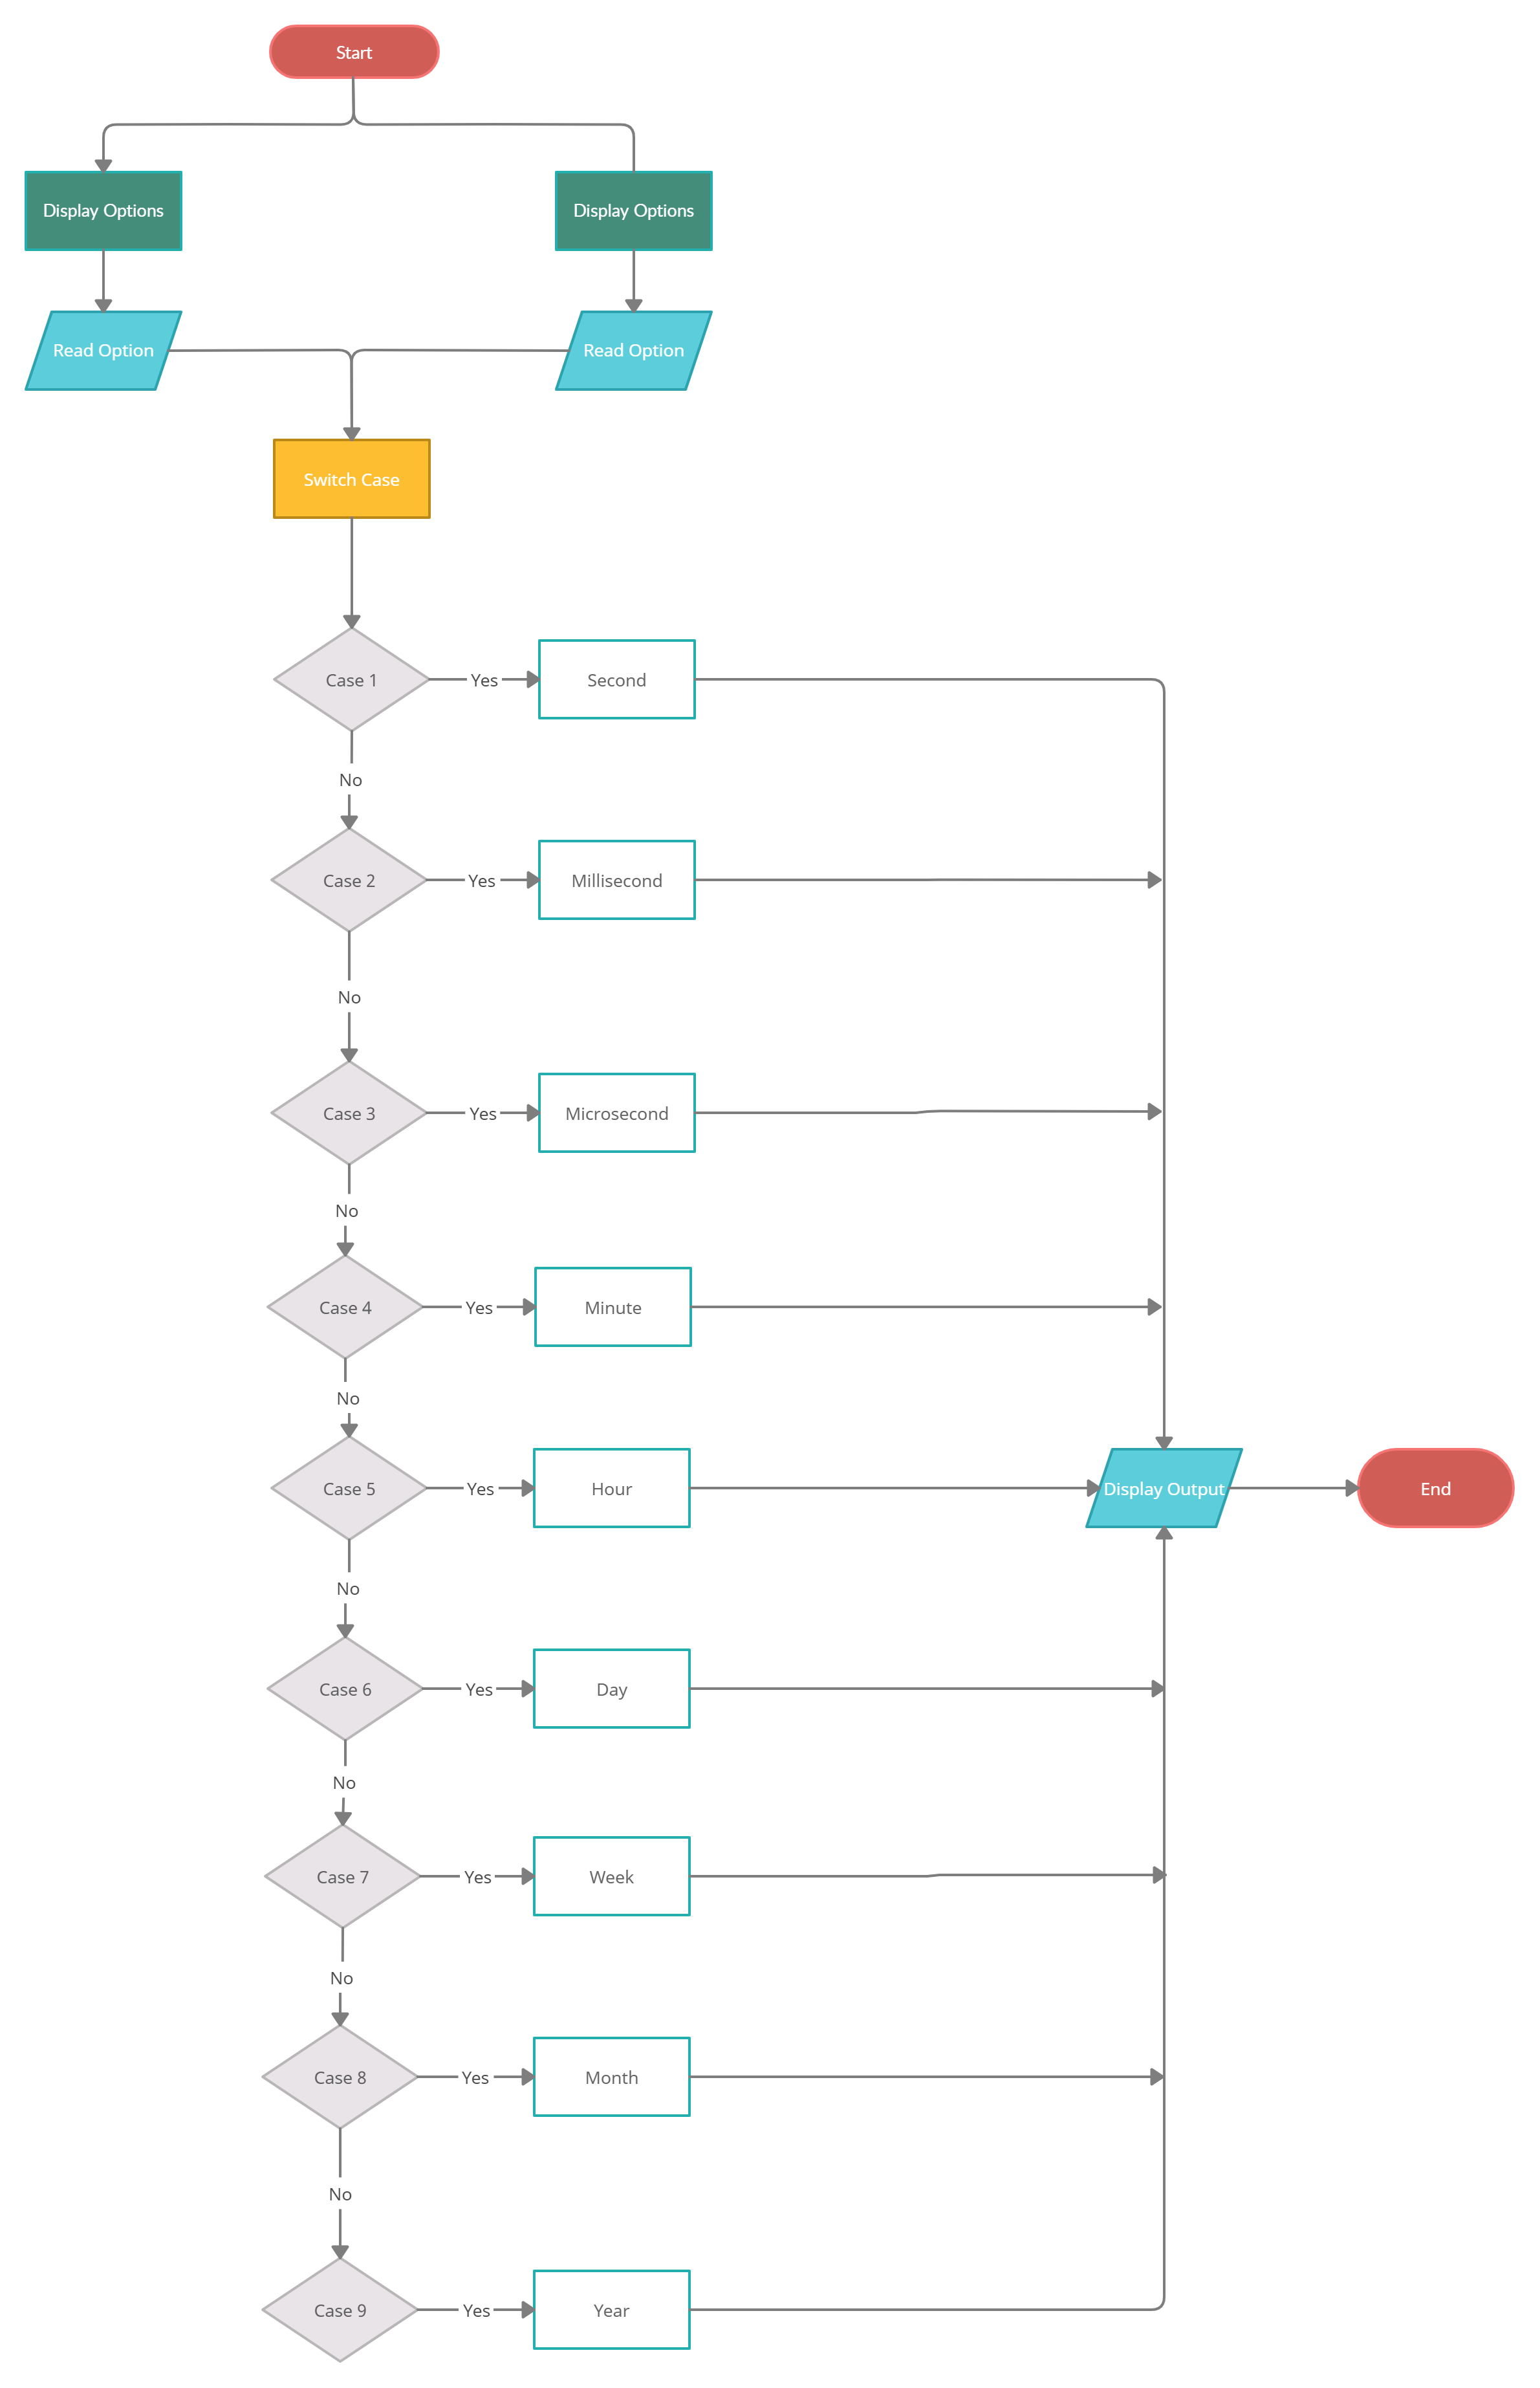 Start
Display Options
Display Options
Read Option
Read Option
Switch Case
Case 1
Yes
Second
No
Case 2
Yes
Millisecond
No
Case 3
Yes
Microsecond
No
Case 4
Yes
Minute
No
Case 5
Yes
Hour
Display Output
End
No
Case 6
Yes
Day
No
Case 7
Yes
Week
No
Case 8
Yes
Month
No
Case 9
Yes
Year